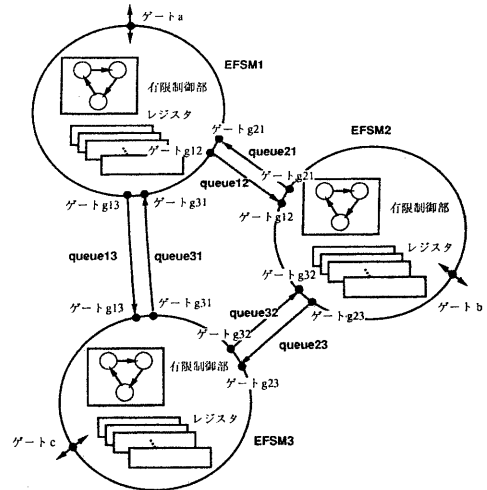 ゲートa
EFSM1
有限制御部
レジスタ
ゲートg21
ゲートg12
queue21
queue12
EFSM2
ゲートg21
ゲートg12
有限制御部
レジスタ
ゲートg13
ゲートg31
queue13
queue31
ゲートg32
ゲートg23
ゲートb
queue32
queue23
ゲートg13
ゲートg31
ゲートg32
ゲートg23
有限制御部
レジスタ
ゲートc
EFSM3